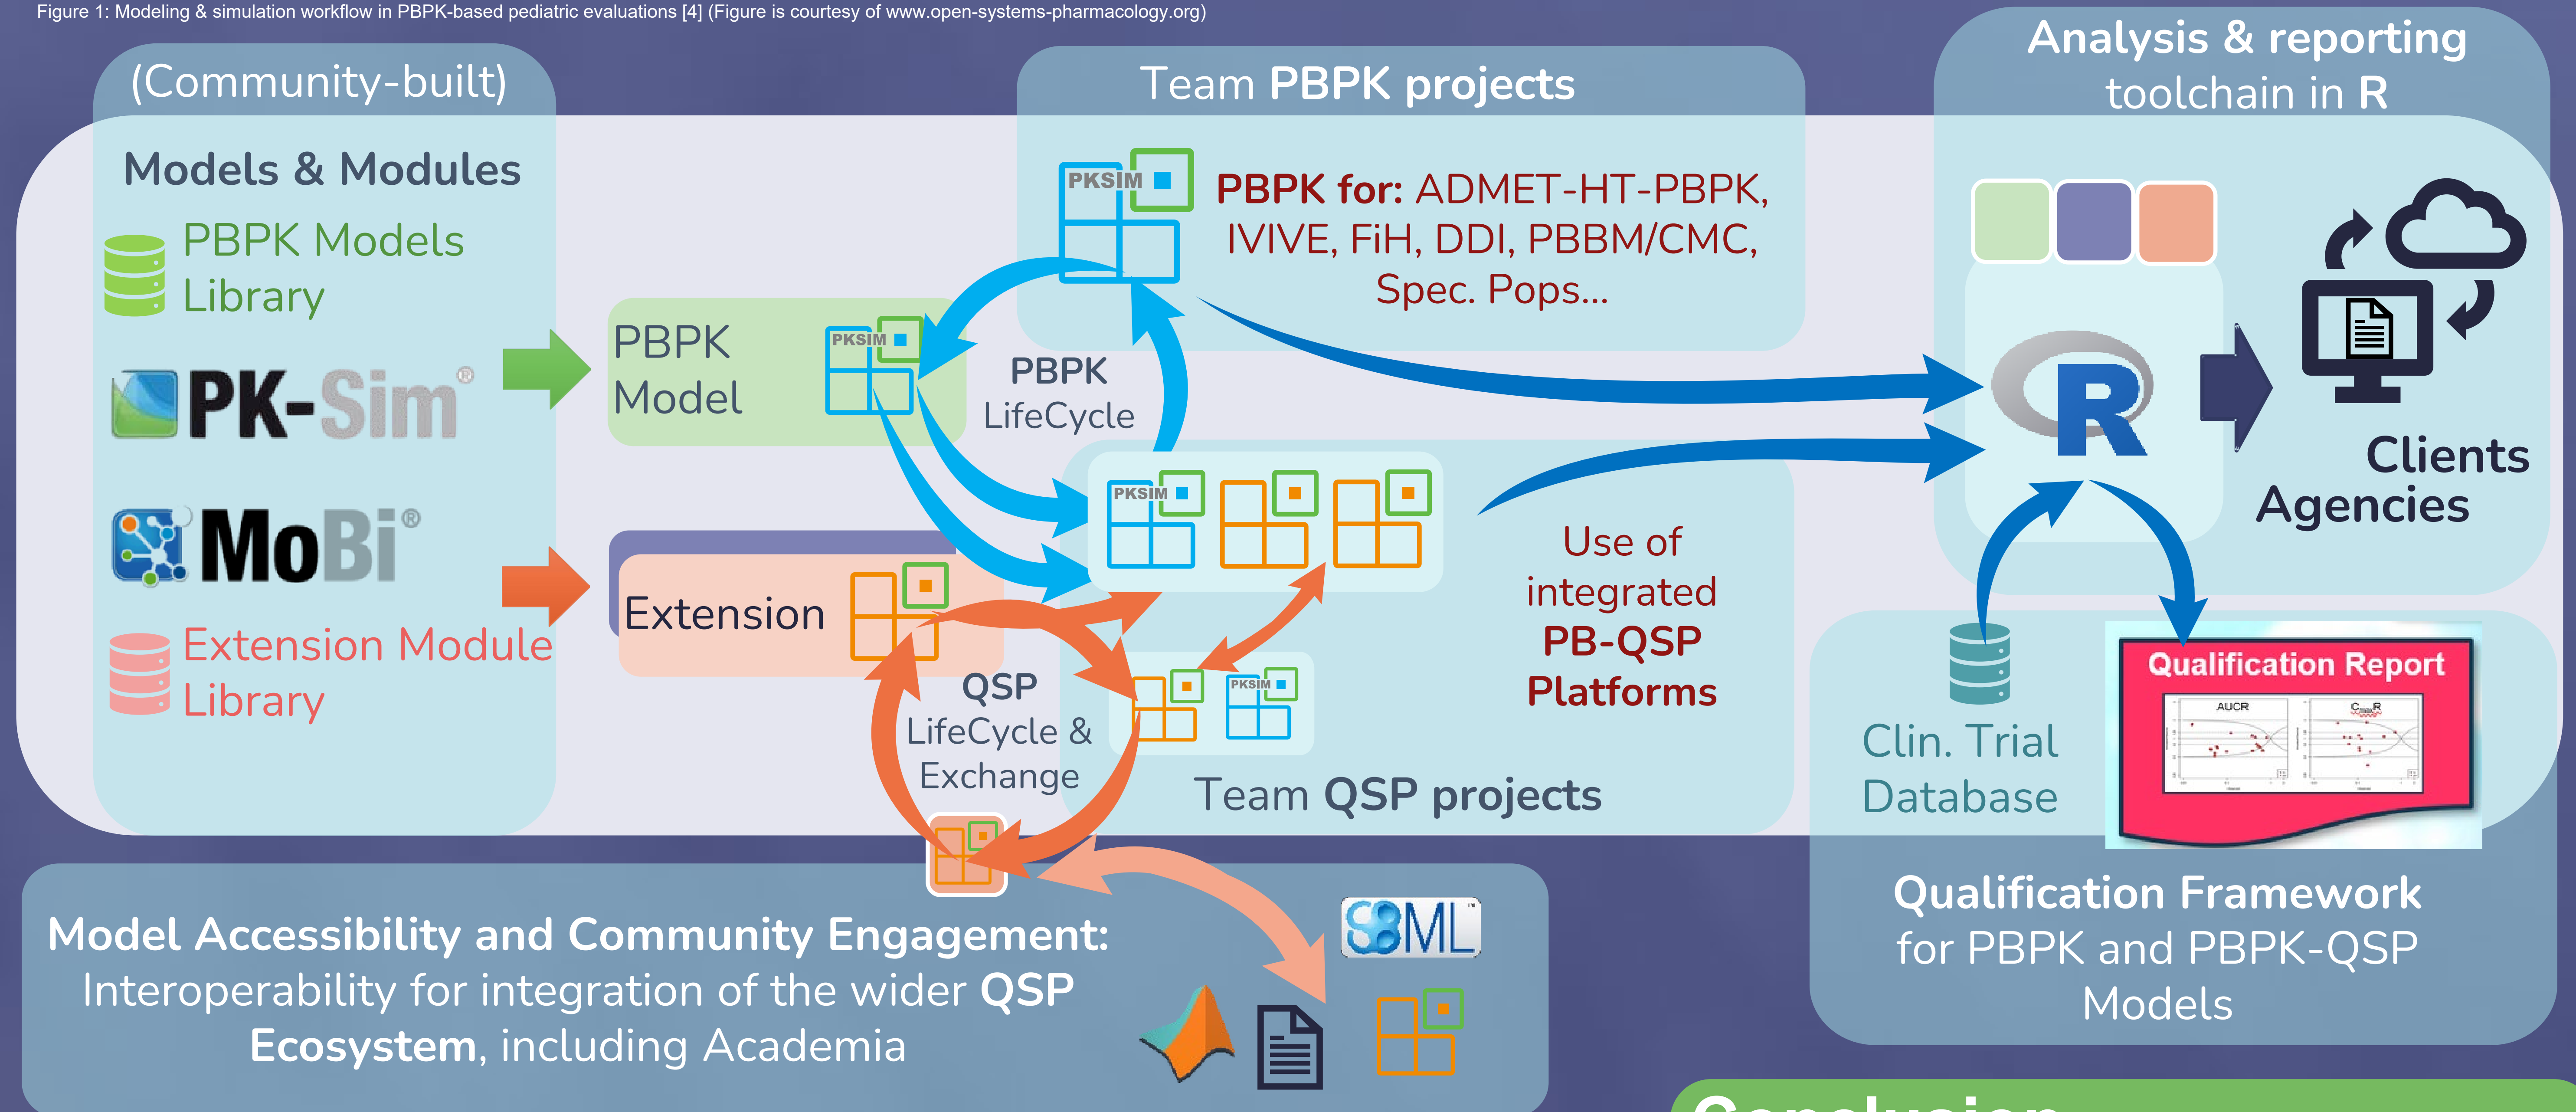 Figure 1: Modeling & simulation workflow in PBPK-based pediatric evaluations [4] (Figure is courtesy of www.open-systems-pharmacology.org)
(Community-built)
Models & Modules
PBPK Models
Library
PK-Sim®
MoBi®
Extension Module
Library
PBPK
Model
PKSIM
Extension
PBPK
LifeCycle
QSP
LifeCycle &
Exchange
Team PBPK projects
PKSIM
PBPK for: ADMET-HT-PBPK,
IVIVE, FiH, DDI, PBBM/CMC,
Spec. Pops...
PKSIM
PKSIM
Use of
integrated
PB-QSP
Platforms
Team QSP projects
Analysis & reporting
toolchain in R
R
Clients
Agencies
Clin. Trial
Database
Qualification Report
AUCR
Qualification Framework
for PBPK and PBPK-QSP
Models
Model Accessibility and Community Engagement:
Interoperability for integration of the wider QSP
Ecosystem, including Academia
SBML
Conclusion